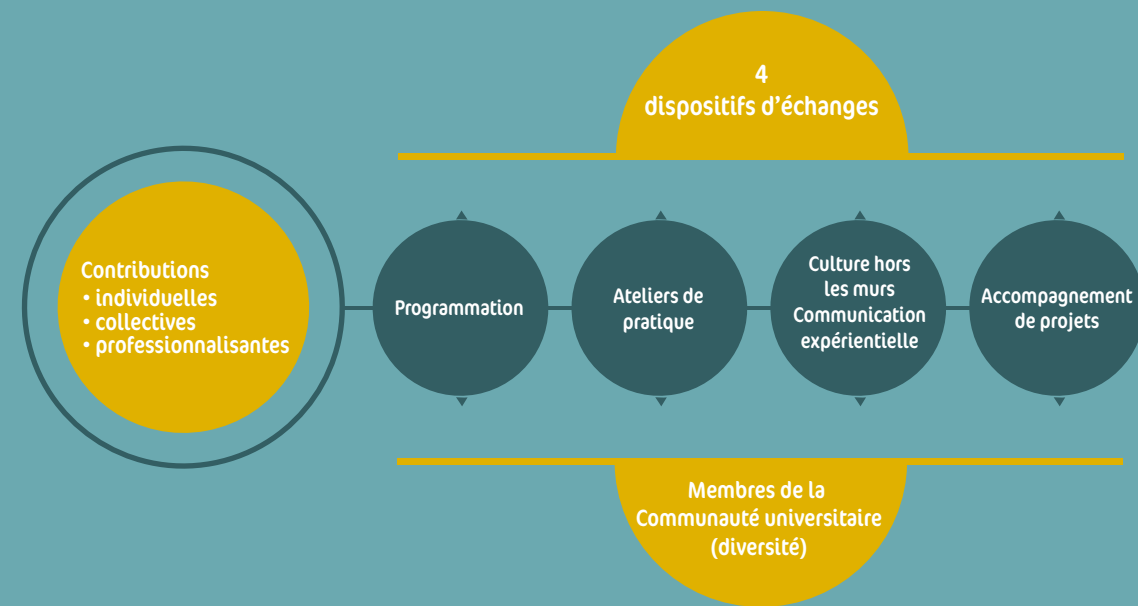 4
dispositifs d’échanges
Contributions
• individuelles
• collectives
• professionnalisantes
Programmation
Ateliers de
pratique
Culture hors
les murs
Communication
expérientielle
Accompagnement
de projets
Membres de la
Communauté universitaire
(diversité)